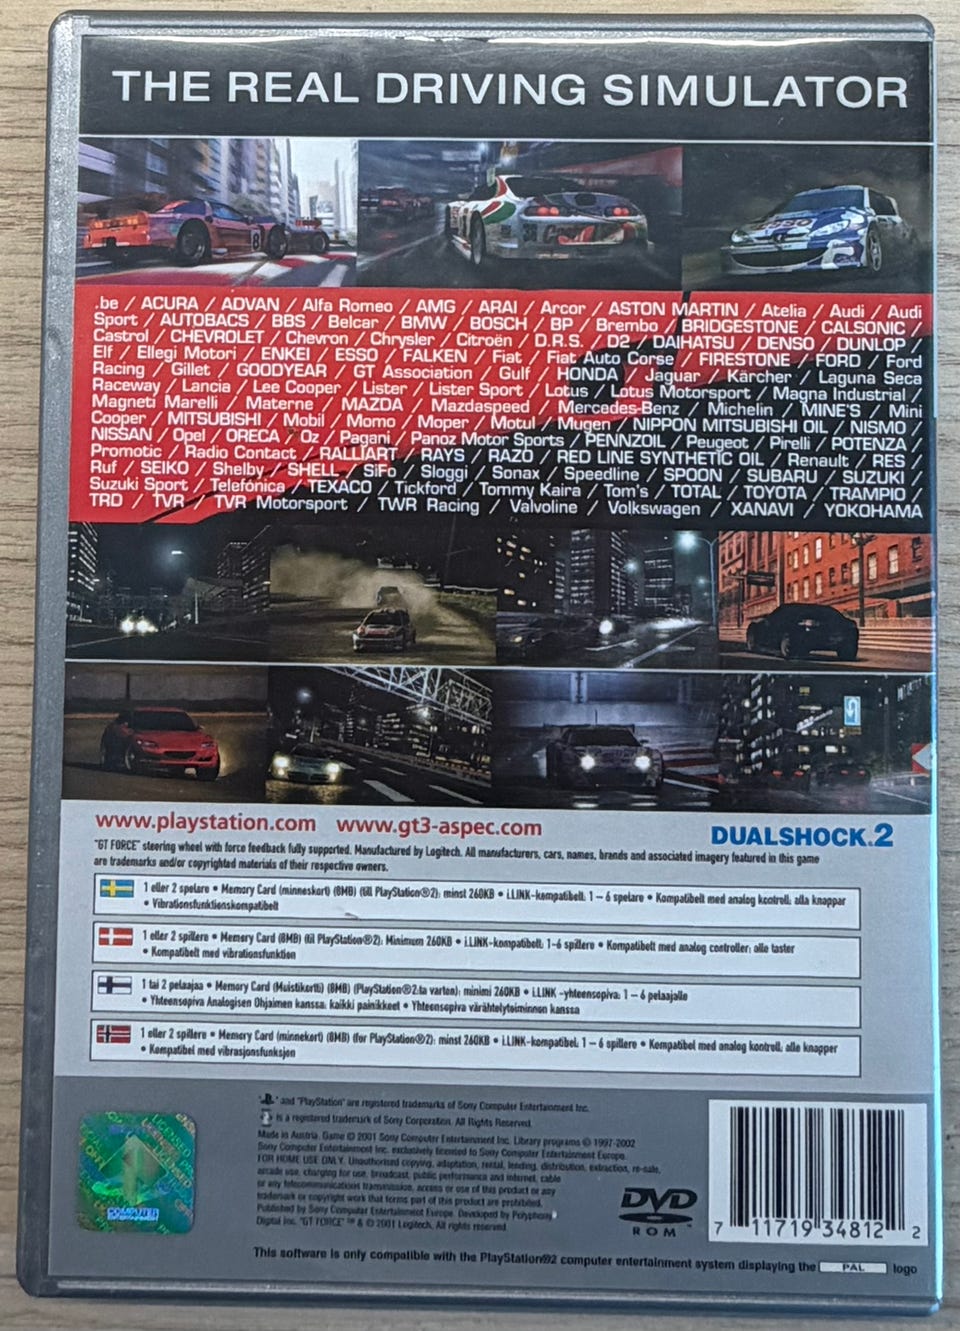 THE REAL DRIVING SIMULATOR
.be / ACURA / ADVAN / Alfa Romeo / AMG / ARAI / Arcor / ASTON MARTIN / Atelia / Audi / Audi
Sport / AUTOBACS / BBS / Belcar / BMW / BOSCH / BP / Brembo / BRIDGESTONE / CALSONIC /
Castrol / CHEVROLET / Chevron / Chrysler / Citroën / D.R.S. / D2 / DAIHATSU / DENSO / DUNLOP /
Elf / Ellegi Motori / ENKEI / ESSO / FALKEN / Fiat / Fiat Auto Corse / FIRESTONE / FORD / Ford
Racing / Gillet / GOODYEAR / GT Association / Gulf / HONDA / Jaguar / Kärcher / Laguna Seca
Raceway / Lancia / Lee Cooper / Lister / Lister Sport / Lotus / Lotus Motorsport / Magna Industrial /
Magneti Marelli / Materne / MAZDA / Mazdaspeed / Mercedes-Benz / Michelin / MINE'S / Mini
Cooper / MITSUBISHI / Mobil / Momo / Moper / Motul / Mugen / NIPPON MITSUBISHI OIL / NISMO /
NISSAN / Opel / ORECA / Oz / Pagani / Panoz Motor Sports / PENNZOIL / Peugeot / Pirelli / POTENZA /
Promotic / Radio Contact / RALLIART / RAYS / RAZO / RED LINE SYNTHETIC OIL / Renault / RES /
Ruf / SEIKO / Shelby / SHELL / SiFo / Sloggi / Sonax / Speedline / SPOON / SUBARU / SUZUKI /
Suzuki Sport / Telefónica / TEXACO / Tickford / Tommy Kaira / Tom's / TOTAL / TOYOTA / TRAMPIO /
TRD / TVR / TVR Motorsport / TWR Racing / Valvoline / Volkswagen / XANAVI / YOKOHAMA
www.playstation.com www.gt3-aspec.com
DUALSHOCK.2
"GT FORCE" steering wheel with force feedback fully supported. Manufactured by Logitech. All manufacturers, cars, names, brands and associated imagery featured in this game
are trademarks and/or copyrighted materials of their respective owners.
1 eller 2 spelare • Memory Card (minneskort) (8MB) (till PlayStation®2): minst 260KB • i.LINK-kompatibelt: 1 – 6 spelare • Kompatibelt med analog kontroll: alla knappar
• Vibrationsfunktionskompatibelt
1 eller 2 spillere • Memory Card (8MB) (til PlayStation®2): Minimum 260KB • i.LINK-kompatibelt: 1-6 spillere • Kompatibelt med analog controller: alle taster
• Kompatibelt med vibrationsfunktion
1 tai 2 pelaajaa • Memory Card (Muistikortti) (8MB) (PlayStation®2:ta varten): minimi 260KB • i.LINK -yhteensopiva: 1 – 6 pelaajalle
• Yhteensopiva Analogisen Ohjaimen kanssa: kaikki painikkeet • Yhteensopiva värähtelytoiminnon kanssa
1 eller 2 spillere • Memory Card (minnekort) (8MB) (for PlayStation®2): minst 260KB • i.LINK-kompatibel: 1 – 6 spillere • Kompatibel med analog kontroll: alle knapper
• Kompatibel med vibrasjonsfunksjon
" " and "PlayStation" are registered trademarks of Sony Computer Entertainment Inc.
is a registered trademark of Sony Corporation. All Rights Reserved.
Made in Austria. Game © 2001 Sony Computer Entertainment Inc. Library programs © 1997-2002
Sony Computer Entertainment Inc. exclusively licensed to Sony Computer Entertainment Europe.
FOR HOME USE ONLY. Unauthorised copying, adaptation, rental, lending, distribution, extraction, re-sale,
arcade use, charging for use, broadcast, public performance and internet, cable
or any telecommunications transmission, access or use of this product or any
trademark or copyright work that forms part of this product are prohibited.
Published by Sony Computer Entertainment Europe. Developed by Polyphony
Digital Inc. "GT FORCE" ™ & © 2001 Logitech. All rights reserved.
COMPUTER
ENTERTAINMENT
DVD
ROM
7 11719 34812 2
This software is only compatible with the PlayStation®2 computer entertainment system displaying the PAL logo